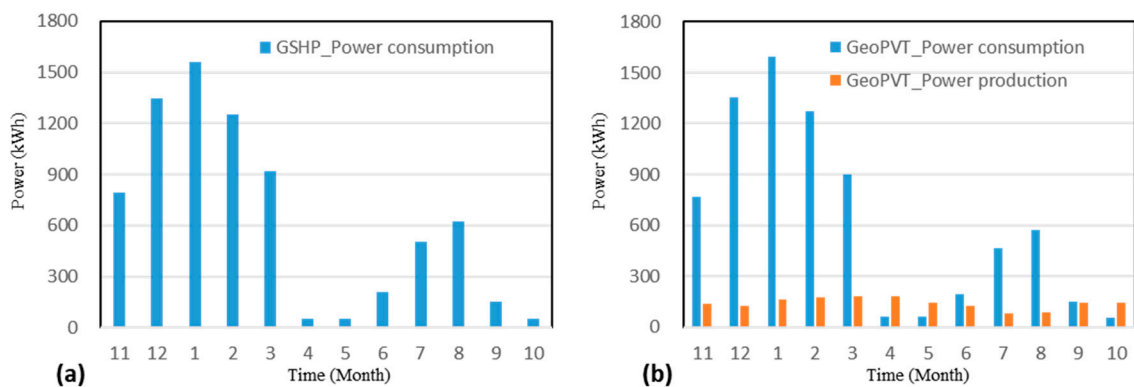 GSHP_Power consumption
Power (kWh)
1800
1500
1200
900
600
300
0
11 12 1 2 3 4 5 6 7 8 9 10
Time (Month)
(a)
GeoPVT_Power consumption
GeoPVT_Power production
Power (kWh)
1800
1500
1200
900
600
300
0
11 12 1 2 3 4 5 6 7 8 9 10
Time (Month)
(b)